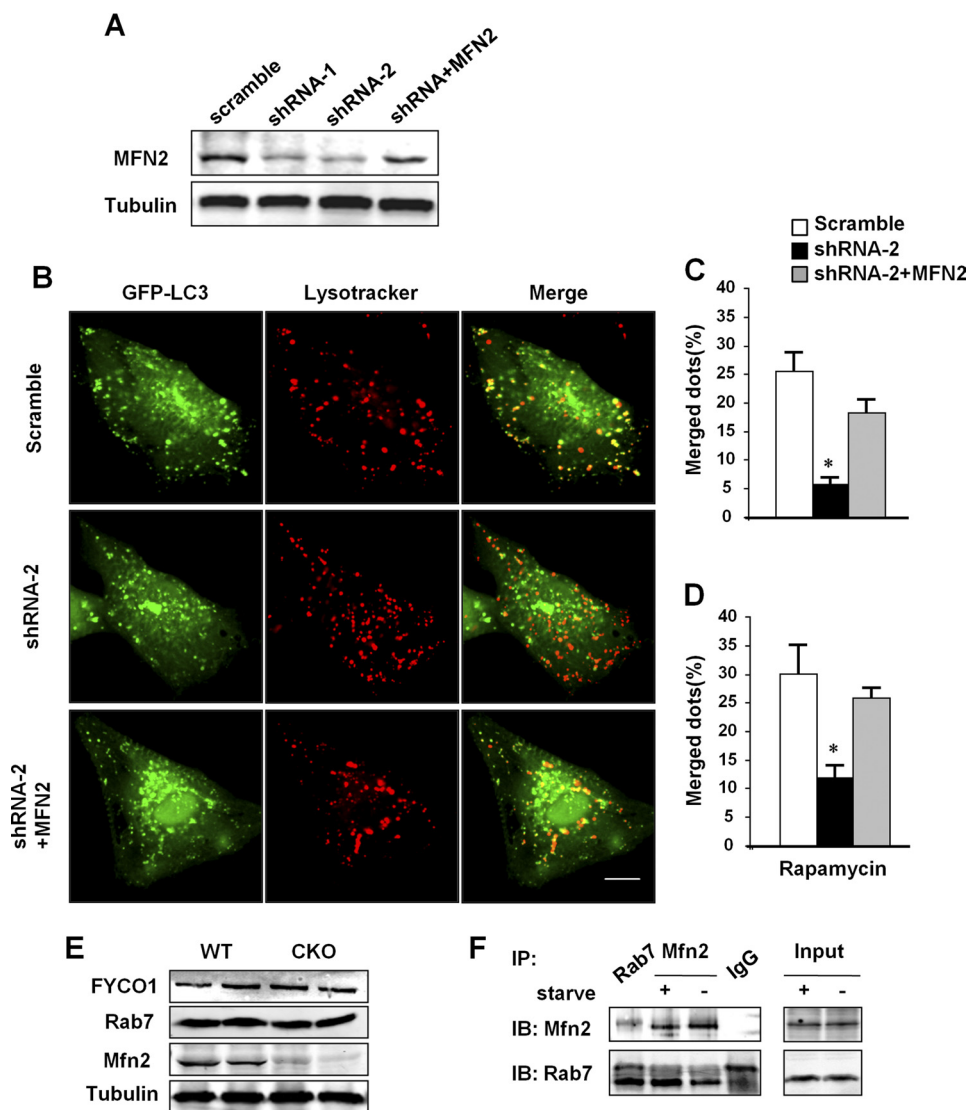 A
scramble
shRNA-1
shRNA-2
shRNA+MFN2
MFN2
Tubulin
B
GFP-LC3 Lysotracker Merge
Scramble
shRNA-2
shRNA-2
+MFN2
Scramble
shRNA-2
shRNA-2+MFN2
C
Merged dots(%)
40
35
30
25
20
15
10
5
0
*
D
Merged dots(%)
40
35
30
25
20
15
10
5
0
*
Rapamycin
E
WT CKO
FYCO1
Rab7
Mfn2
Tubulin
F
IP: Rab7 Mfn2 IgG Input
starve + - + -
IB: Mfn2
IB: Rab7